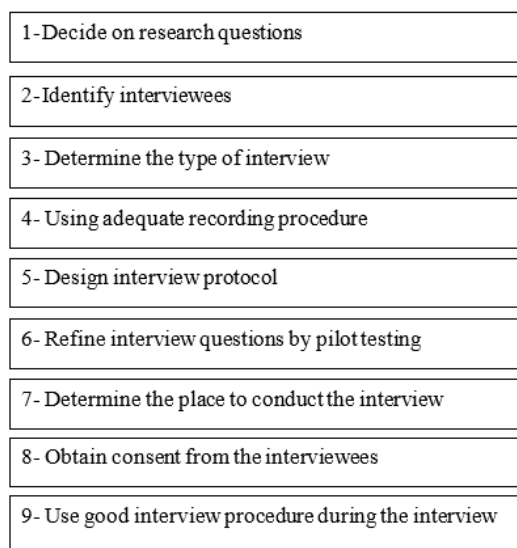 1-Decide on research questions
2-Identify interviewees
3- Determine the type of interview
4- Using adequate recording procedure
5- Design interview protocol
6- Refine interview questions by pilot testing
7- Determine the place to conduct the interview
8- Obtain consent from the interviewees
9- Use good interview procedure during the interview